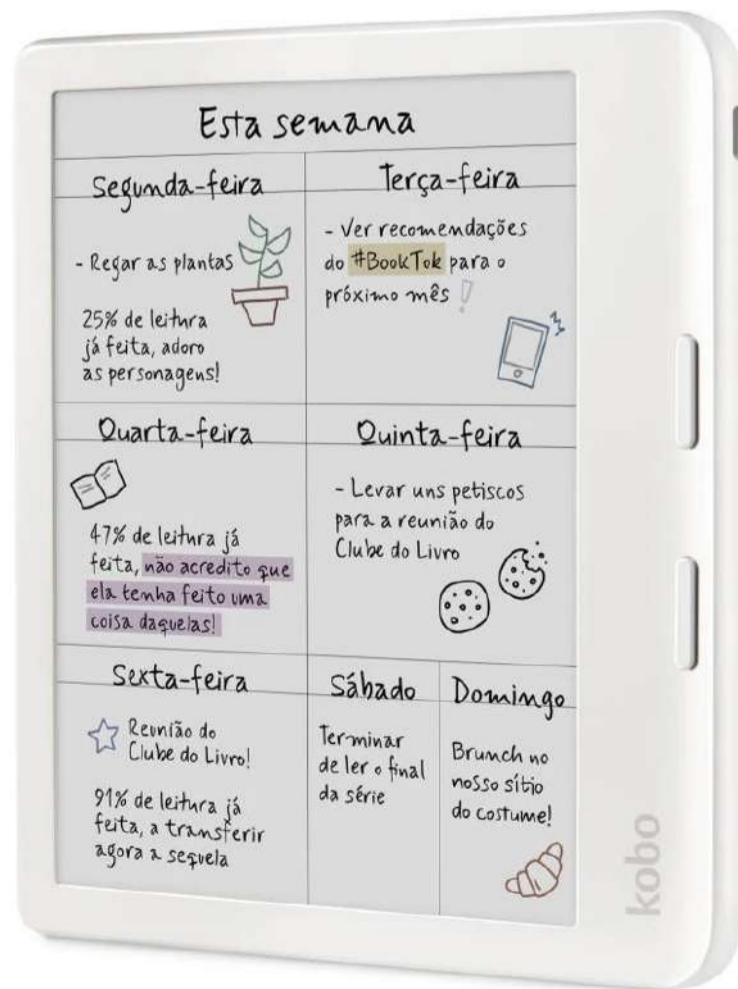 Esta semana
Segunda-feira
- Regar as plantas
25% de leitura
já feita, adoro
as personagens!
Terça-feira
- Ver recomendações
do #BookTok para o
próximo mês!
Quarta-feira
47% de leitura já
feita, não acredito que
ela tenha feito uma
coisa daquelas!
Quinta-feira
- Levar uns petiscos
para a reunião do
Clube do Livro
Sexta-feira
Reunião do
Clube do Livro!
91% de leitura já
feita, a transferir
agora a sequela
Sábado
Terminar
de ler o final
da série
Domingo
Brunch no
nosso sítio
do costume!
kobo